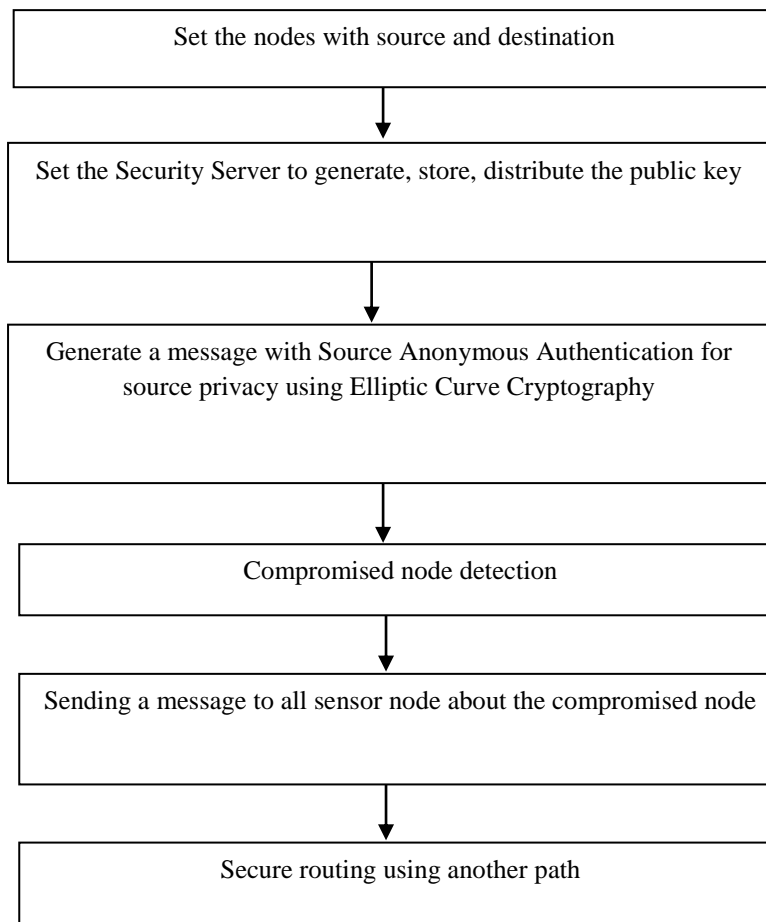 Set the nodes with source and destination
Set the Security Server to generate, store, distribute the public key
Generate a message with Source Anonymous Authentication for
source privacy using Elliptic Curve Cryptography
Compromised node detection
Sending a message to all sensor node about the compromised node
Secure routing using another path